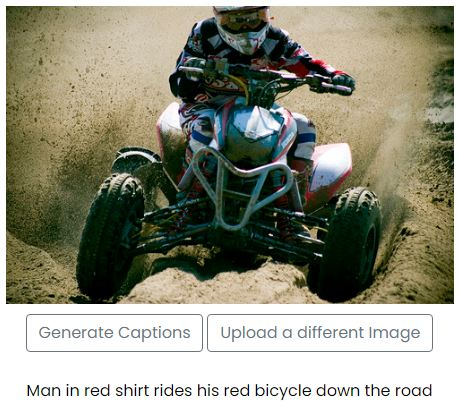 Generate Captions
Upload a different Image
Man in red shirt rides his red bicycle down the road